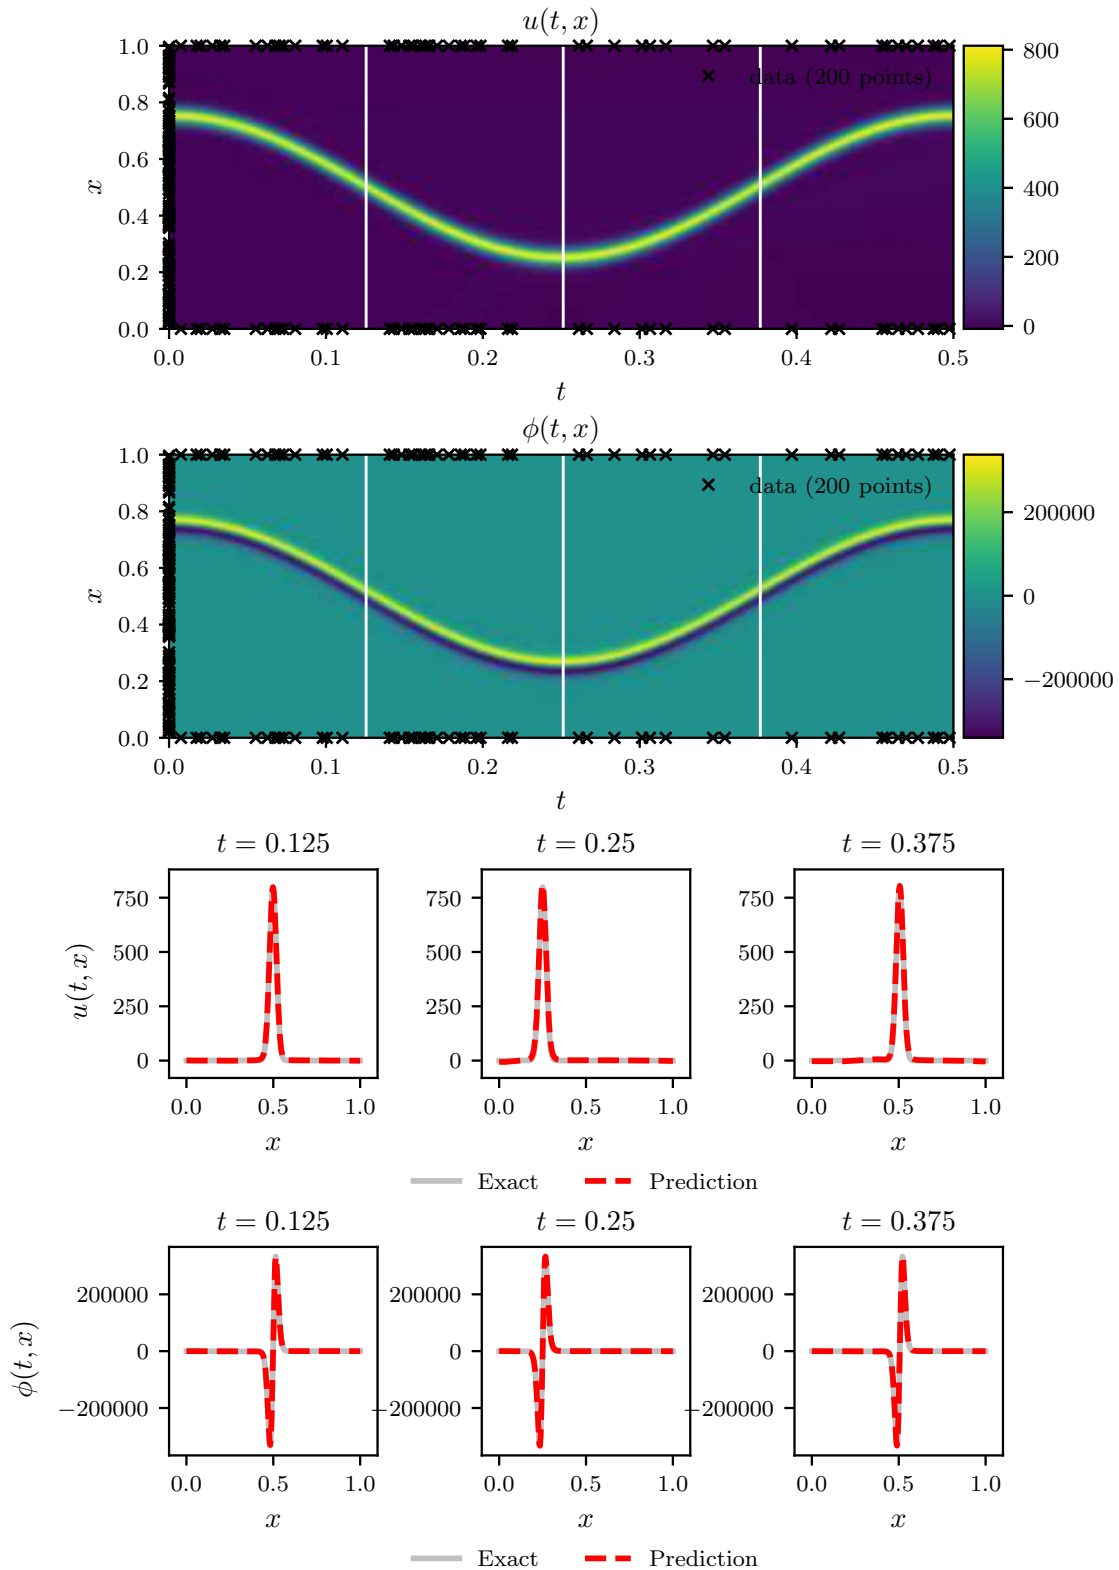 u(t, x)
1.0
0.8
0.6
0.4
0.2
0.0
x
data (200 points)
800
600
400
200
0
0.0 0.1 0.2 0.3 0.4 0.5
t
ϕ(t, x)
1.0
0.8
0.6
0.4
0.2
0.0
x
data (200 points)
200000
0
−200000
0.0 0.1 0.2 0.3 0.4 0.5
t
t = 0.125 t = 0.25 t = 0.375
u(t, x)
750 750 750
500 500 500
250 250 250
0 0 0
0.0 0.5 1.0 0.0 0.5 1.0 0.0 0.5 1.0
x x x
Exact Prediction
t = 0.125 t = 0.25 t = 0.375
ϕ(t, x)
200000 200000 200000
0 0 0
−200000 −200000 −200000
0.0 0.5 1.0 0.0 0.5 1.0 0.0 0.5 1.0
x x x
Exact Prediction